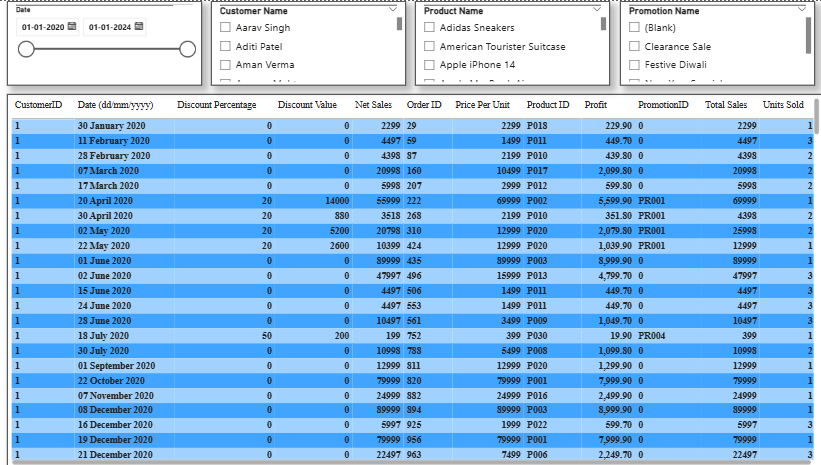 Date
01-01-2020 01-01-2024
Customer Name
Aarav Singh
Aditi Patel
Aman Verma
Product Name
Adidas Sneakers
American Tourister Suitcase
Apple iPhone 14
Promotion Name
(Blank)
Clearance Sale
Festive Diwali
CustomerID Date (dd/mm/yyyy) Discount Percentage Discount Value Net Sales Order ID Price Per Unit Product ID Profit PromotionID Total Sales Units Sold
1 30 January 2020 0 0 2299 29 2299 P018 229.90 0 2299 1
1 11 February 2020 0 0 4497 59 1499 P011 449.70 0 4497 3
1 28 February 2020 0 0 4398 87 2199 P010 439.80 0 4398 2
1 07 March 2020 0 0 20998 160 10499 P017 2,099.80 0 20998 2
1 17 March 2020 0 0 5998 207 2999 P012 599.80 0 5998 2
1 20 April 2020 20 14000 55999 222 69999 P002 5,599.90 PR001 69999 1
1 30 April 2020 20 880 3518 268 2199 P010 351.80 PR001 4398 2
1 02 May 2020 20 5200 20798 310 12999 P020 2,079.80 PR001 25998 2
1 22 May 2020 20 2600 10399 424 12999 P020 1,039.90 PR001 12999 1
1 01 June 2020 0 0 89999 435 89999 P003 8,999.90 0 89999 1
1 02 June 2020 0 0 47997 496 15999 P013 4,799.70 0 47997 3
1 15 June 2020 0 0 4497 506 1499 P011 449.70 0 4497 3
1 24 June 2020 0 0 4497 553 1499 P011 449.70 0 4497 3
1 28 June 2020 0 0 10497 561 3499 P009 1,049.70 0 10497 3
1 18 July 2020 50 200 199 752 399 P030 19.90 PR004 399 1
1 30 July 2020 0 0 10998 788 5499 P008 1,099.80 0 10998 2
1 01 September 2020 0 0 12999 811 12999 P020 1,299.90 0 12999 1
1 22 October 2020 0 0 79999 820 79999 P001 7,999.90 0 79999 1
1 07 November 2020 0 0 24999 882 24999 P016 2,499.90 0 24999 1
1 08 December 2020 0 0 89999 894 89999 P003 8,999.90 0 89999 1
1 16 December 2020 0 0 5997 925 1999 P022 599.70 0 5997 3
1 19 December 2020 0 0 79999 956 79999 P001 7,999.90 0 79999 1
1 21 December 2020 0 0 22497 963 7499 P006 2,249.70 0 22497 3